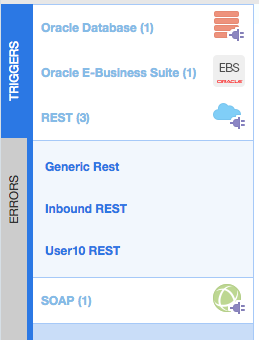 TRIGGERS
Oracle Database (1)
Oracle E-Business Suite (1)
EBS
ORACLE
REST (3)
ERRORS
Generic Rest
Inbound REST
User10 REST
SOAP (1)